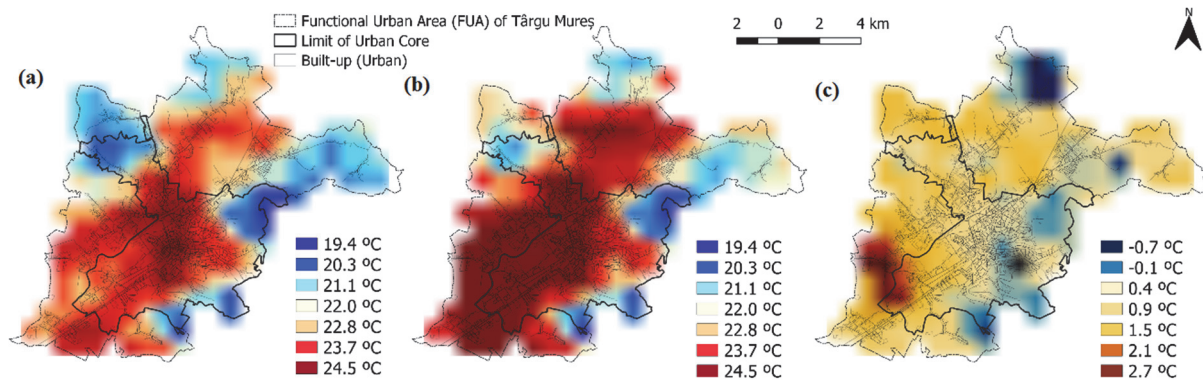 Functional Urban Area (FUA) of Târgu Mureș
Limit of Urban Core
Built-up (Urban)
2 0 2 4 km
N
(a)
(b)
(c)
19.4 ºC
20.3 ºC
21.1 ºC
22.0 ºC
22.8 ºC
23.7 ºC
24.5 ºC
19.4 ºC
20.3 ºC
21.1 ºC
22.0 ºC
22.8 ºC
23.7 ºC
24.5 ºC
-0.7 ºC
-0.1 ºC
0.4 ºC
0.9 ºC
1.5 ºC
2.1 ºC
2.7 ºC